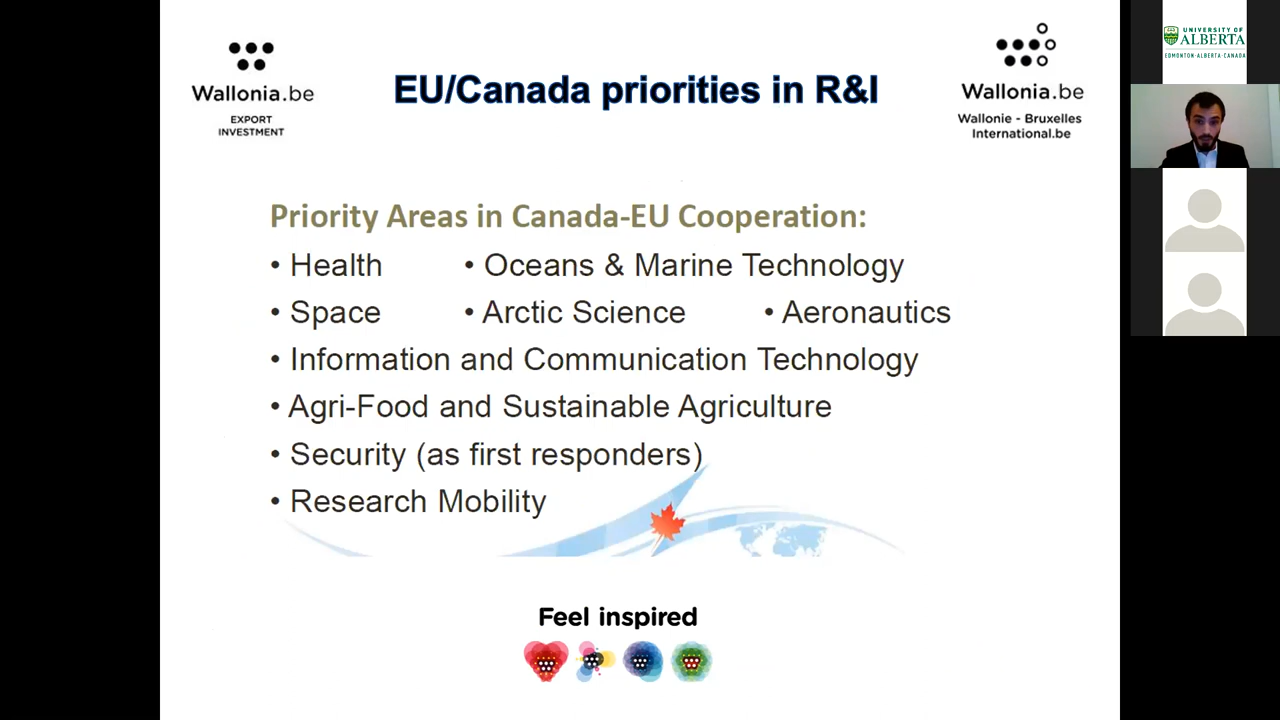 Wallonia.be
EXPORT
INVESTMENT
EU/Canada priorities in R&I
Wallonia.be
Wallonie - Bruxelles
International.be
UNIVERSITY OF
ALBERTA
EDMONTON·ALBERTA·CANADA
Priority Areas in Canada-EU Cooperation:
• Health • Oceans & Marine Technology
• Space • Arctic Science • Aeronautics
• Information and Communication Technology
• Agri-Food and Sustainable Agriculture
• Security (as first responders)
• Research Mobility
Feel inspired